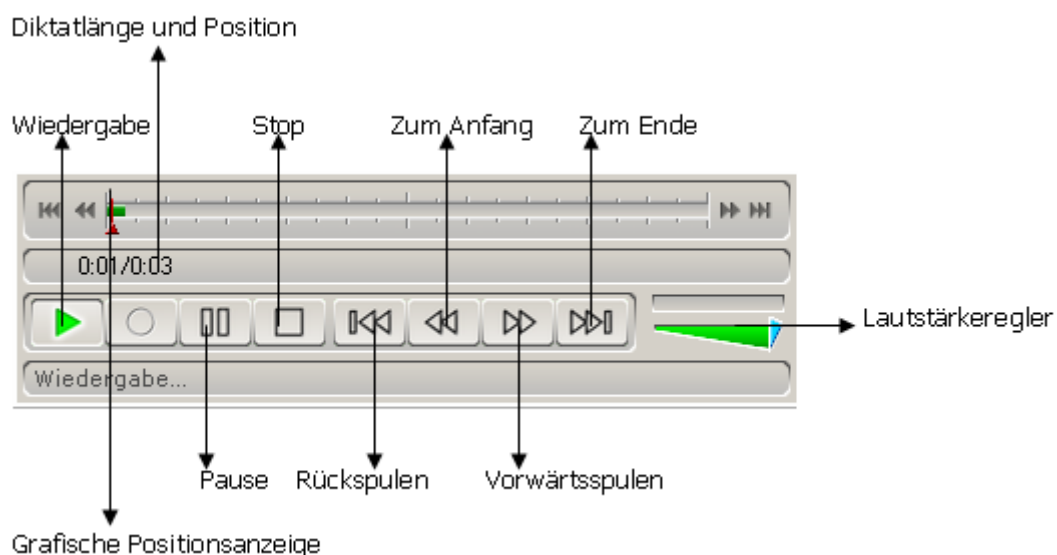 Diktatlänge und Position
Wiedergabe Stop Zum Anfang Zum Ende
0:01/0:03
Lautstärkeregler
Wiedergabe...
Pause Rückspulen Vorwärtsspulen
Grafische Positionsanzeige